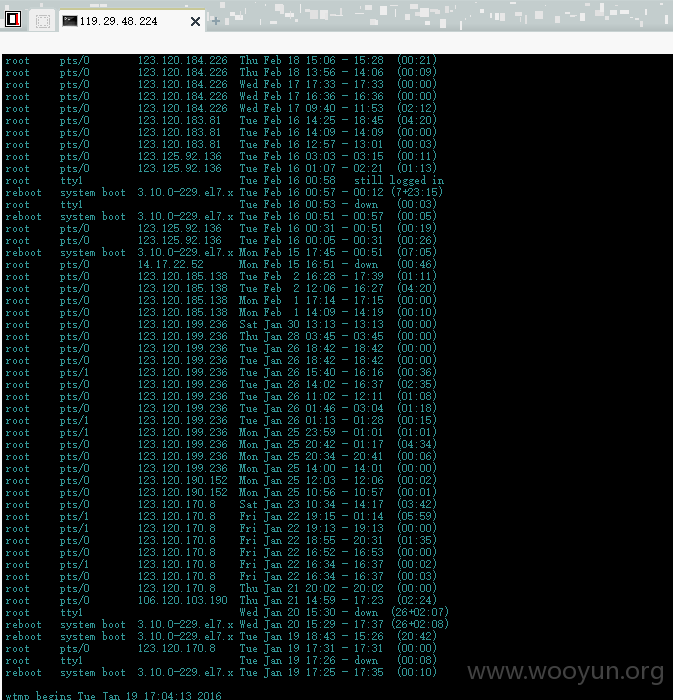 119.29.48.224
root pts/0 123.120.184.226 Thu Feb 18 15:06 - 15:28 (00:21)
root pts/0 123.120.184.226 Thu Feb 18 13:56 - 14:06 (00:09)
root pts/0 123.120.184.226 Wed Feb 17 17:33 - 17:33 (00:00)
root pts/0 123.120.184.226 Wed Feb 17 16:36 - 16:36 (00:00)
root pts/0 123.120.184.226 Wed Feb 17 09:40 - 11:53 (02:12)
root pts/0 123.120.183.81 Tue Feb 16 14:25 - 18:45 (04:20)
root pts/0 123.120.183.81 Tue Feb 16 14:09 - 14:09 (00:00)
root pts/0 123.120.183.81 Tue Feb 16 12:57 - 13:01 (00:03)
root pts/0 123.125.92.136 Tue Feb 16 03:03 - 03:15 (00:11)
root pts/0 123.125.92.136 Tue Feb 16 01:07 - 02:21 (01:13)
root tty1 Tue Feb 16 00:58 still logged in
reboot system boot 3.10.0-229.el7.x Tue Feb 16 00:57 - 00:12 (7+23:15)
root tty1 Tue Feb 16 00:53 - down (00:03)
reboot system boot 3.10.0-229.el7.x Tue Feb 16 00:51 - 00:57 (00:05)
root pts/0 123.125.92.136 Tue Feb 16 00:31 - 00:51 (00:19)
root pts/0 123.125.92.136 Tue Feb 16 00:05 - 00:31 (00:26)
reboot system boot 3.10.0-229.el7.x Mon Feb 15 17:45 - 00:51 (07:05)
root pts/0 14.17.22.52 Mon Feb 15 16:51 - down (00:46)
root pts/0 123.120.185.138 Tue Feb 2 16:28 - 17:39 (01:11)
root pts/0 123.120.185.138 Tue Feb 2 12:06 - 16:27 (04:20)
root pts/0 123.120.185.138 Mon Feb 1 17:14 - 17:15 (00:00)
root pts/0 123.120.185.138 Mon Feb 1 14:09 - 14:19 (00:10)
root pts/0 123.120.199.236 Sat Jan 30 13:13 - 13:13 (00:00)
root pts/0 123.120.199.236 Thu Jan 28 03:45 - 03:45 (00:00)
root pts/0 123.120.199.236 Tue Jan 26 18:42 - 18:42 (00:00)
root pts/0 123.120.199.236 Tue Jan 26 18:42 - 18:42 (00:00)
root pts/1 123.120.199.236 Tue Jan 26 15:40 - 16:16 (00:36)
root pts/0 123.120.199.236 Tue Jan 26 14:02 - 16:37 (02:35)
root pts/0 123.120.199.236 Tue Jan 26 11:02 - 12:11 (01:08)
root pts/0 123.120.199.236 Tue Jan 26 01:46 - 03:04 (01:18)
root pts/1 123.120.199.236 Tue Jan 26 01:13 - 01:28 (00:15)
root pts/1 123.120.199.236 Mon Jan 25 23:59 - 01:01 (01:01)
root pts/0 123.120.199.236 Mon Jan 25 20:42 - 01:17 (04:34)
root pts/0 123.120.199.236 Mon Jan 25 20:34 - 20:41 (00:06)
root pts/0 123.120.199.236 Mon Jan 25 14:00 - 14:01 (00:00)
root pts/0 123.120.190.152 Mon Jan 25 12:03 - 12:06 (00:02)
root pts/0 123.120.190.152 Mon Jan 25 10:56 - 10:57 (00:01)
root pts/0 123.120.170.8 Sat Jan 23 10:34 - 14:17 (03:42)
root pts/1 123.120.170.8 Fri Jan 22 19:15 - 01:14 (05:59)
root pts/1 123.120.170.8 Fri Jan 22 19:13 - 19:13 (00:00)
root pts/0 123.120.170.8 Fri Jan 22 18:55 - 20:31 (01:35)
root pts/0 123.120.170.8 Fri Jan 22 16:52 - 16:53 (00:00)
root pts/1 123.120.170.8 Fri Jan 22 16:34 - 16:37 (00:02)
root pts/0 123.120.170.8 Fri Jan 22 16:34 - 16:37 (00:03)
root pts/0 123.120.170.8 Thu Jan 21 20:02 - 20:02 (00:00)
root pts/0 106.120.103.190 Thu Jan 21 14:59 - 17:23 (02:24)
root tty1 Wed Jan 20 15:30 - down (26+02:07)
reboot system boot 3.10.0-229.el7.x Wed Jan 20 15:29 - 17:37 (26+02:08)
reboot system boot 3.10.0-229.el7.x Tue Jan 19 18:43 - 15:26 (20:42)
root pts/0 123.120.170.8 Tue Jan 19 17:31 - 17:31 (00:00)
root tty1 Tue Jan 19 17:26 - down (00:08)
reboot system boot 3.10.0-229.el7.x Tue Jan 19 17:25 - 17:35 (00:10)
www.wooyun.org
wtmp begins Tue Jan 19 17:04:13 2016